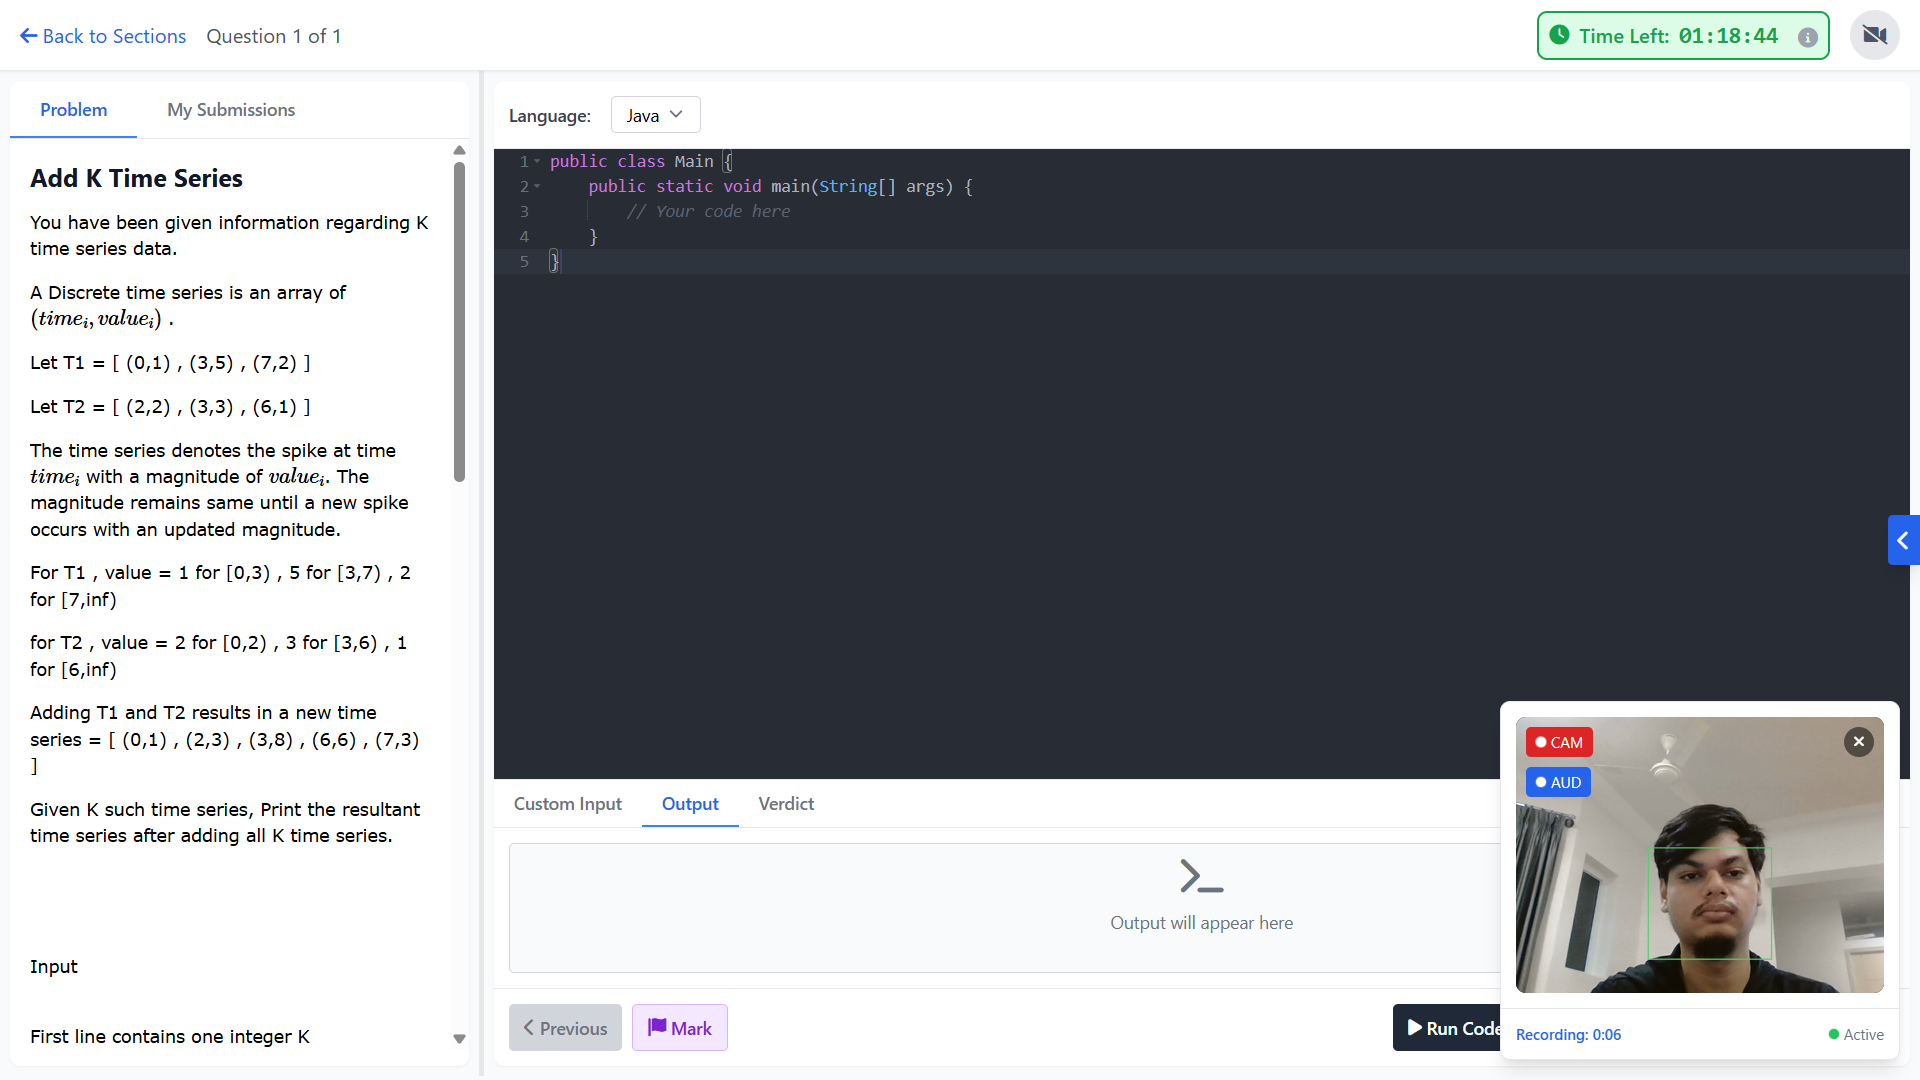 Back to Sections Question 1 of 1
Time Left: 01:18:44
Problem My Submissions
Add K Time Series
You have been given information regarding K
time series data.
A Discrete time series is an array of
(timeᵢ, valueᵢ) .
Let T1 = [ (0,1) , (3,5) , (7,2) ]
Let T2 = [ (2,2) , (3,3) , (6,1) ]
The time series denotes the spike at time
timeᵢ with a magnitude of valueᵢ. The
magnitude remains same until a new spike
occurs with an updated magnitude.
For T1 , value = 1 for [0,3) , 5 for [3,7) , 2
for [7,inf)
for T2 , value = 2 for [0,2) , 3 for [3,6) , 1
for [6,inf)
Adding T1 and T2 results in a new time
series = [ (0,1) , (2,3) , (3,8) , (6,6) , (7,3)
]
Given K such time series, Print the resultant
time series after adding all K time series.
Input
First line contains one integer K
Language: Java
1 public class Main {
2 public static void main(String[] args) {
3 // Your code here
4 }
5 }
Custom Input Output Verdict
Output will appear here
Previous Mark
Run Code
CAM
AUD
Recording: 0:06 Active